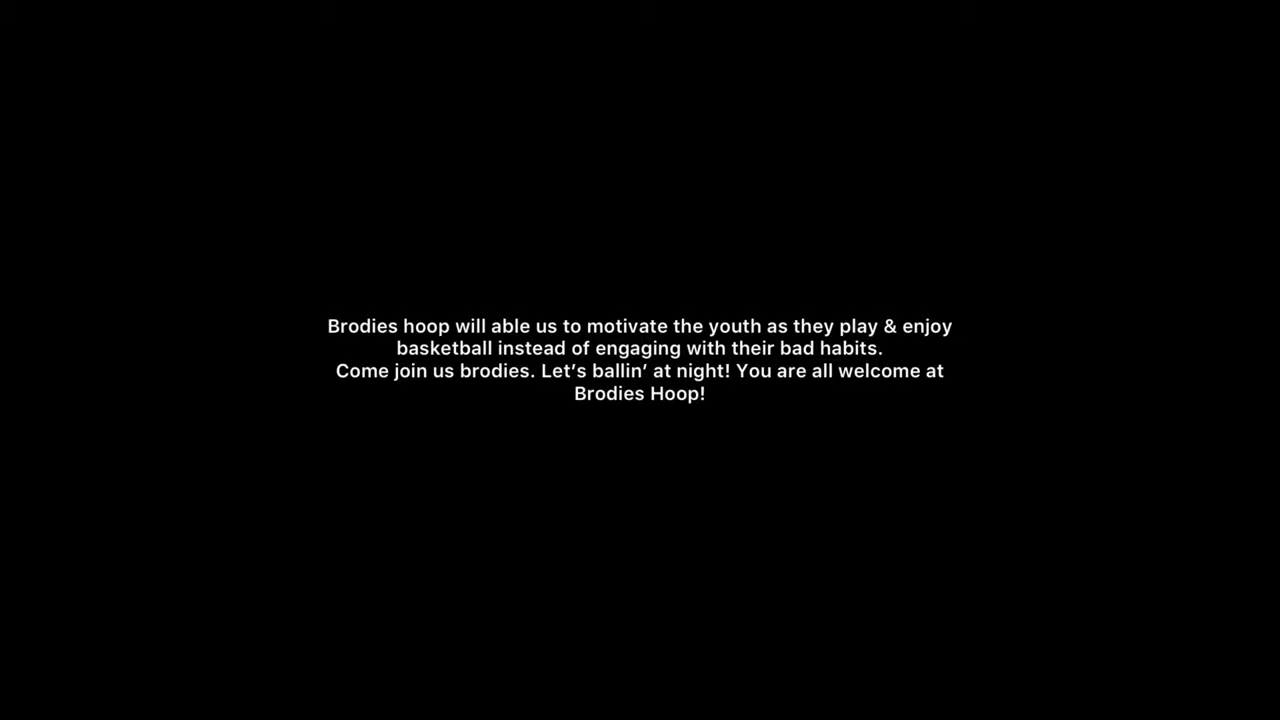 Brodies hoop will able us to motivate the youth as they play & enjoy
basketball instead of engaging with their bad habits.
Come join us brodies. Let’s ballin’ at night! You are all welcome at
Brodies Hoop!